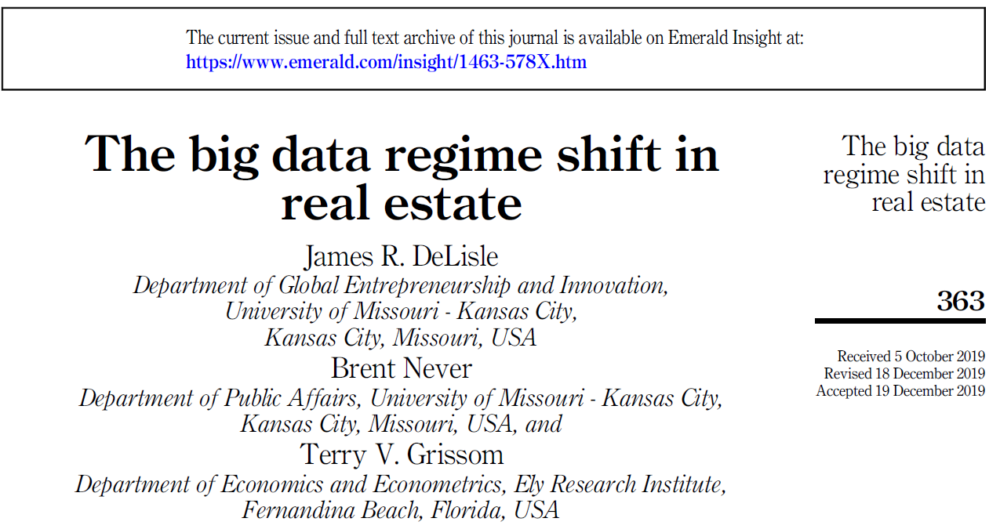 The current issue and full text archive of this journal is available on Emerald Insight at:
https://www.emerald.com/insight/1463-578X.htm
The big data regime shift in
real estate
James R. DeLisle
Department of Global Entrepreneurship and Innovation,
University of Missouri - Kansas City,
Kansas City, Missouri, USA
Brent Never
Department of Public Affairs, University of Missouri - Kansas City,
Kansas City, Missouri, USA, and
Terry V. Grissom
Department of Economics and Econometrics, Ely Research Institute,
Fernandina Beach, Florida, USA
The big data
regime shift in
real estate
363
Received 5 October 2019
Revised 18 December 2019
Accepted 19 December 2019